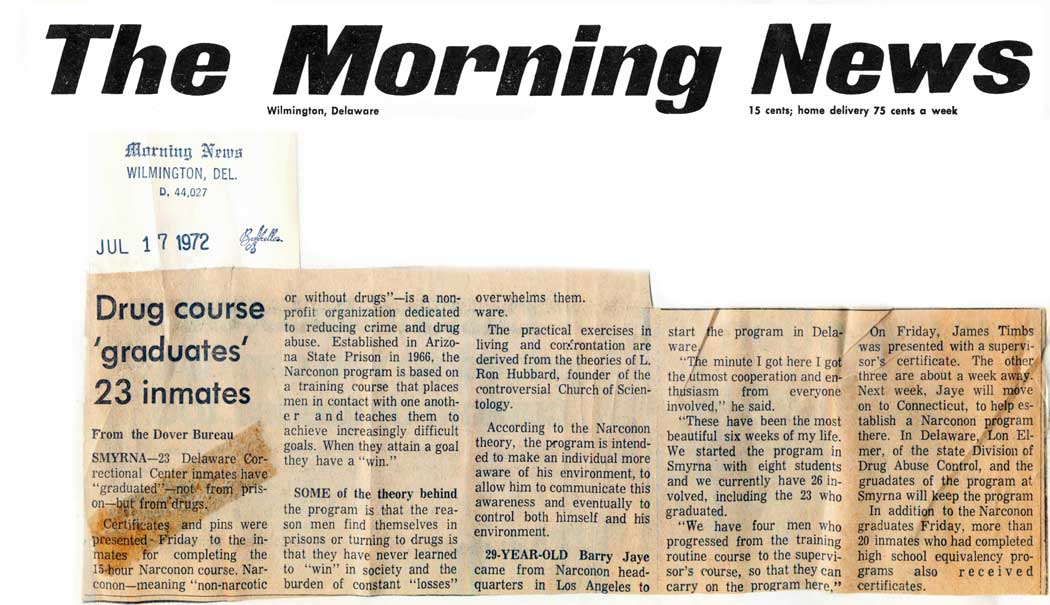 The Morning News
Wilmington, Delaware
15 cents; home delivery 75 cents a week
Morning News
WILMINGTON, DEL.
D. 44,027
JUL 17 1972
Drug course
'graduates'
23 inmates
From the Dover Bureau
SMYRNA—23 Delaware Cor-
rectional Center inmates have
"graduated"—not from pris-
on—but from drugs.
Certificates and pins were
presented Friday to the in-
mates for completing the
15-hour Narconon course. Nar-
conon—meaning "non-narcotic
or without drugs"—is a non-
profit organization dedicated
to reducing crime and drug
abuse. Established in Arizo-
na State Prison in 1966, the
Narconon program is based on
a training course that places
men in contact with one anoth-
er and teaches them to
achieve increasingly difficult
goals. When they attain a goal
they have a "win."
SOME of the theory behind
the program is that the rea-
son men find themselves in
prisons or turning to drugs is
that they have never learned
to "win" in society and the
burden of constant "losses"
overwhelms them.
ware.
The practical exercises in
living and confrontation are
derived from the theories of L.
Ron Hubbard, founder of the
controversial Church of Scien-
tology.
According to the Narconon
theory, the program is intend-
ed to make an individual more
aware of his environment, to
allow him to communicate this
awareness and eventually to
control both himself and his
environment.
29-YEAR-OLD Barry Jaye
came from Narconon head-
quarters in Los Angeles to
start the program in Dela-
ware.
"The minute I got here I got
the utmost cooperation and en-
thusiasm from everyone
involved," he said.
"These have been the most
beautiful six weeks of my life.
We started the program in
Smyrna with eight students
and we currently have 26 in-
volved, including the 23 who
graduated.
"We have four men who
progressed from the training
routine course to the supervi-
sor's course, so that they can
carry on the program here,"
On Friday, James Timbs
was presented with a supervi-
sor's certificate. The other
three are about a week away.
Next week, Jaye will move
on to Connecticut, to help es-
tablish a Narconon program
there. In Delaware, Lon El-
mer, of the state Division of
Drug Abuse Control, and the
gruadates of the program at
Smyrna will keep the program
In addition to the Narconon
graduates Friday, more than
20 inmates who had completed
high school equivalency pro-
grams also received
certificates.